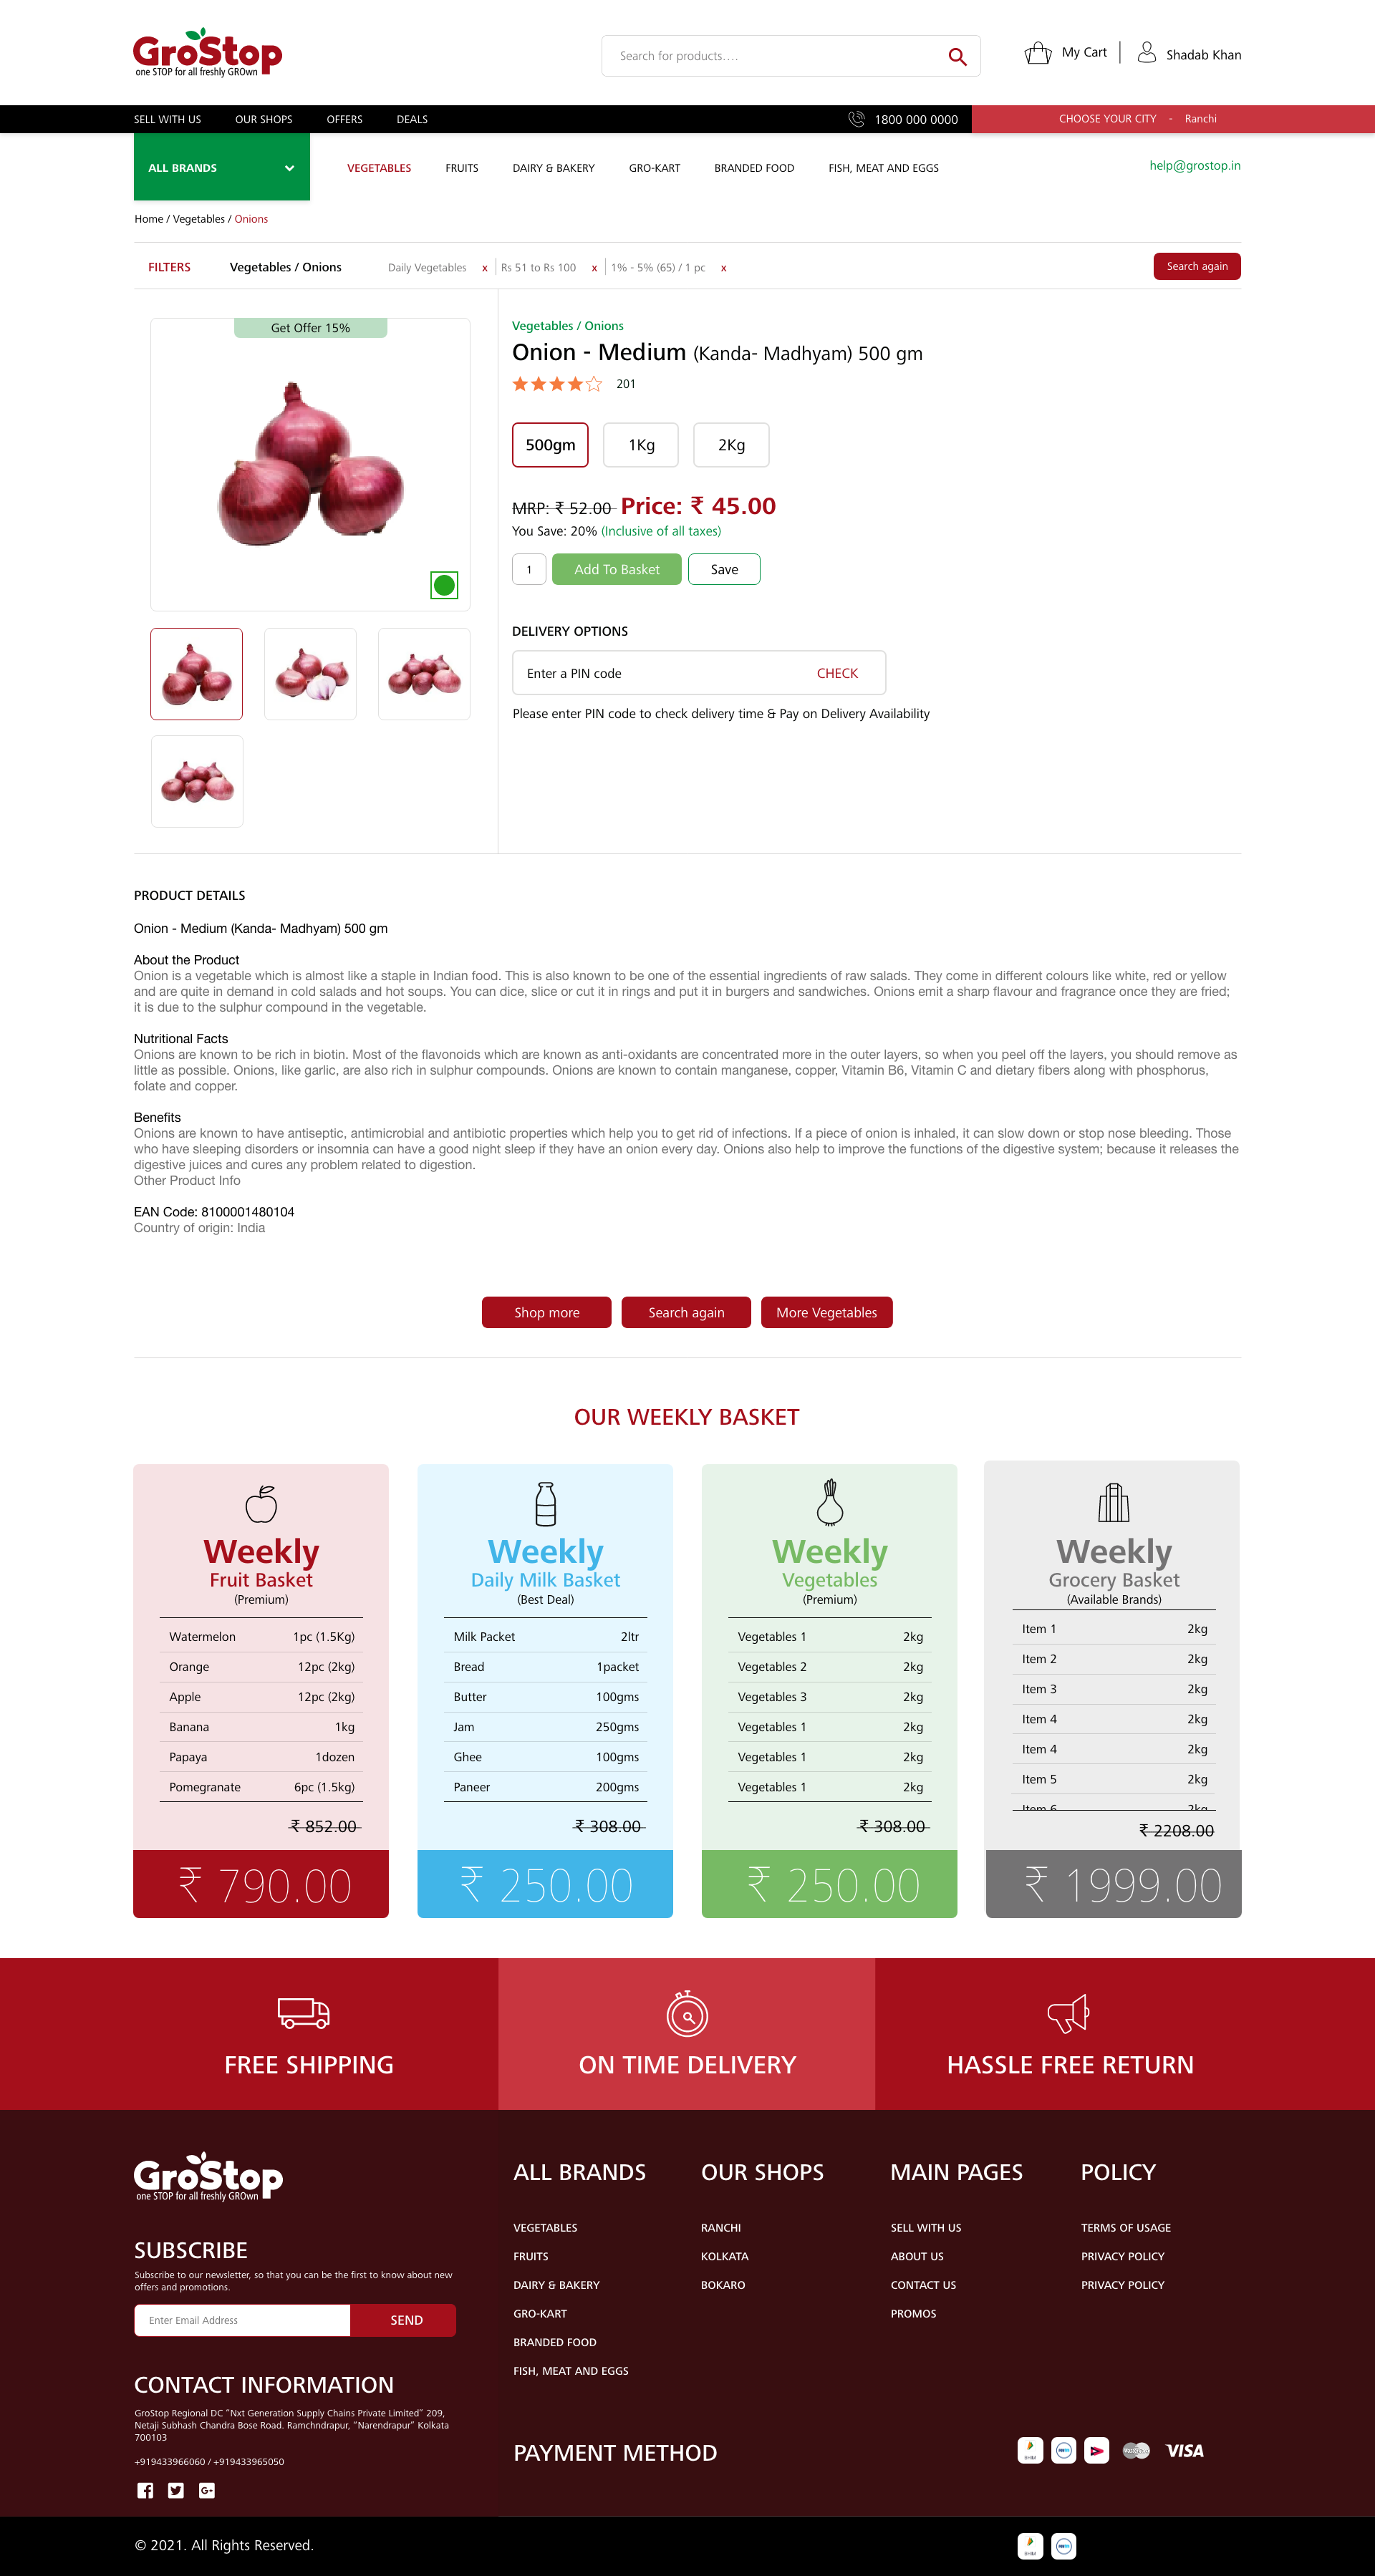 GroStop
one STOP for all freshly GROwn
Search for products....
My Cart
Shadab Khan
SELL WITH US OUR SHOPS OFFERS DEALS
1800 000 0000
CHOOSE YOUR CITY - Ranchi
ALL BRANDS
VEGETABLES FRUITS DAIRY & BAKERY GRO-KART BRANDED FOOD FISH, MEAT AND EGGS
help@grostop.in
Home / Vegetables / Onions
FILTERS Vegetables / Onions Daily Vegetables x Rs 51 to Rs 100 x 1% - 5% (65) / 1 pc x
Search again
Get Offer 15%
Vegetables / Onions
Onion - Medium (Kanda- Madhyam) 500 gm
201
500gm 1Kg 2Kg
MRP: ₹ 52.00 Price: ₹ 45.00
You Save: 20% (Inclusive of all taxes)
1 Add To Basket Save
DELIVERY OPTIONS
Enter a PIN code CHECK
Please enter PIN code to check delivery time & Pay on Delivery Availability
PRODUCT DETAILS
Onion - Medium (Kanda- Madhyam) 500 gm
About the Product
Onion is a vegetable which is almost like a staple in Indian food. This is also known to be one of the essential ingredients of raw salads. They come in different colours like white, red or yellow
and are quite in demand in cold salads and hot soups. You can dice, slice or cut it in rings and put it in burgers and sandwiches. Onions emit a sharp flavour and fragrance once they are fried;
it is due to the sulphur compound in the vegetable.
Nutritional Facts
Onions are known to be rich in biotin. Most of the flavonoids which are known as anti-oxidants are concentrated more in the outer layers, so when you peel off the layers, you should remove as
little as possible. Onions, like garlic, are also rich in sulphur compounds. Onions are known to contain manganese, copper, Vitamin B6, Vitamin C and dietary fibers along with phosphorus,
folate and copper.
Benefits
Onions are known to have antiseptic, antimicrobial and antibiotic properties which help you to get rid of infections. If a piece of onion is inhaled, it can slow down or stop nose bleeding. Those
who have sleeping disorders or insomnia can have a good night sleep if they have an onion every day. Onions also help to improve the functions of the digestive system; because it releases the
digestive juices and cures any problem related to digestion.
Other Product Info
EAN Code: 8100001480104
Country of origin: India
Shop more Search again More Vegetables
OUR WEEKLY BASKET
Weekly
Fruit Basket
(Premium)
Watermelon 1pc (1.5Kg)
Orange 12pc (2kg)
Apple 12pc (2kg)
Banana 1kg
Papaya 1dozen
Pomegranate 6pc (1.5kg)
₹ 852.00
₹ 790.00
Weekly
Daily Milk Basket
(Best Deal)
Milk Packet 2ltr
Bread 1packet
Butter 100gms
Jam 250gms
Ghee 100gms
Paneer 200gms
₹ 308.00
₹ 250.00
Weekly
Vegetables
(Premium)
Vegetables 1 2kg
Vegetables 2 2kg
Vegetables 3 2kg
Vegetables 1 2kg
Vegetables 1 2kg
Vegetables 1 2kg
₹ 308.00
₹ 250.00
Weekly
Grocery Basket
(Available Brands)
Item 1 2kg
Item 2 2kg
Item 3 2kg
Item 4 2kg
Item 4 2kg
Item 5 2kg
Item 6 2kg
₹ 2208.00
₹ 1999.00
FREE SHIPPING
ON TIME DELIVERY
HASSLE FREE RETURN
GroStop
one STOP for all freshly GROwn
SUBSCRIBE
Subscribe to our newsletter, so that you can be the first to know about new
offers and promotions.
Enter Email Address SEND
CONTACT INFORMATION
GroStop Regional DC "Nxt Generation Supply Chains Private Limited" 209,
Netaji Subhash Chandra Bose Road. Ramchndrapur, "Narendrapur" Kolkata
700103
+919433966060 / +919433965050
ALL BRANDS
VEGETABLES
FRUITS
DAIRY & BAKERY
GRO-KART
BRANDED FOOD
FISH, MEAT AND EGGS
OUR SHOPS
RANCHI
KOLKATA
BOKARO
MAIN PAGES
SELL WITH US
ABOUT US
CONTACT US
PROMOS
POLICY
TERMS OF USAGE
PRIVACY POLICY
PRIVACY POLICY
PAYMENT METHOD
BHIM VISA
© 2021. All Rights Reserved.
BHIM